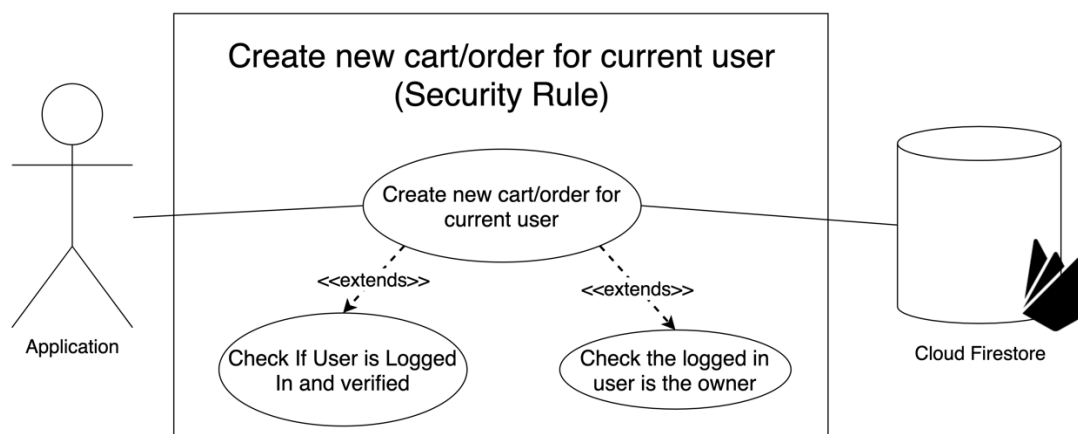 Create new cart/order for current user
(Security Rule)
Create new cart/order for
current user
<<extends>>
<<extends>>
Check If User is Logged
In and verified
Check the logged in
user is the owner
Application
Cloud Firestore